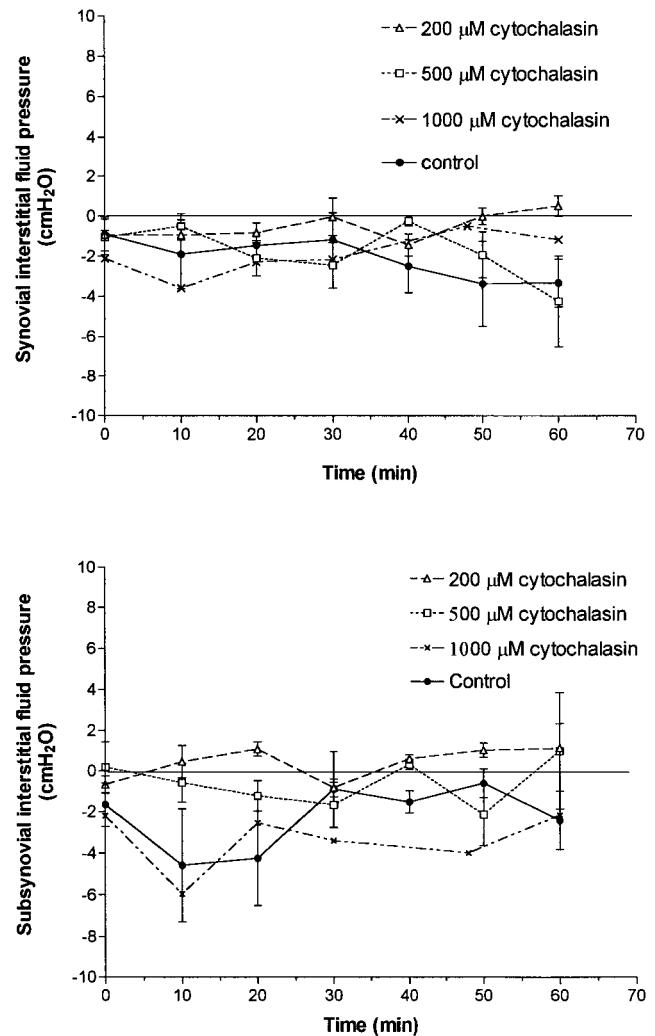 10
8
6
4
2
0
-2
-4
-6
-8
-10
Synovial interstitial fluid pressure
(cmH₂O)
200 μM cytochalasin
500 μM cytochalasin
1000 μM cytochalasin
control
0 10 20 30 40 50 60 70
Time (min)
10
8
6
4
2
0
-2
-4
-6
-8
-10
Subsynovial interstitial fluid pressure
(cmH₂O)
200 μM cytochalasin
500 μM cytochalasin
1000 μM cytochalasin
Control
0 10 20 30 40 50 60 70
Time (min)